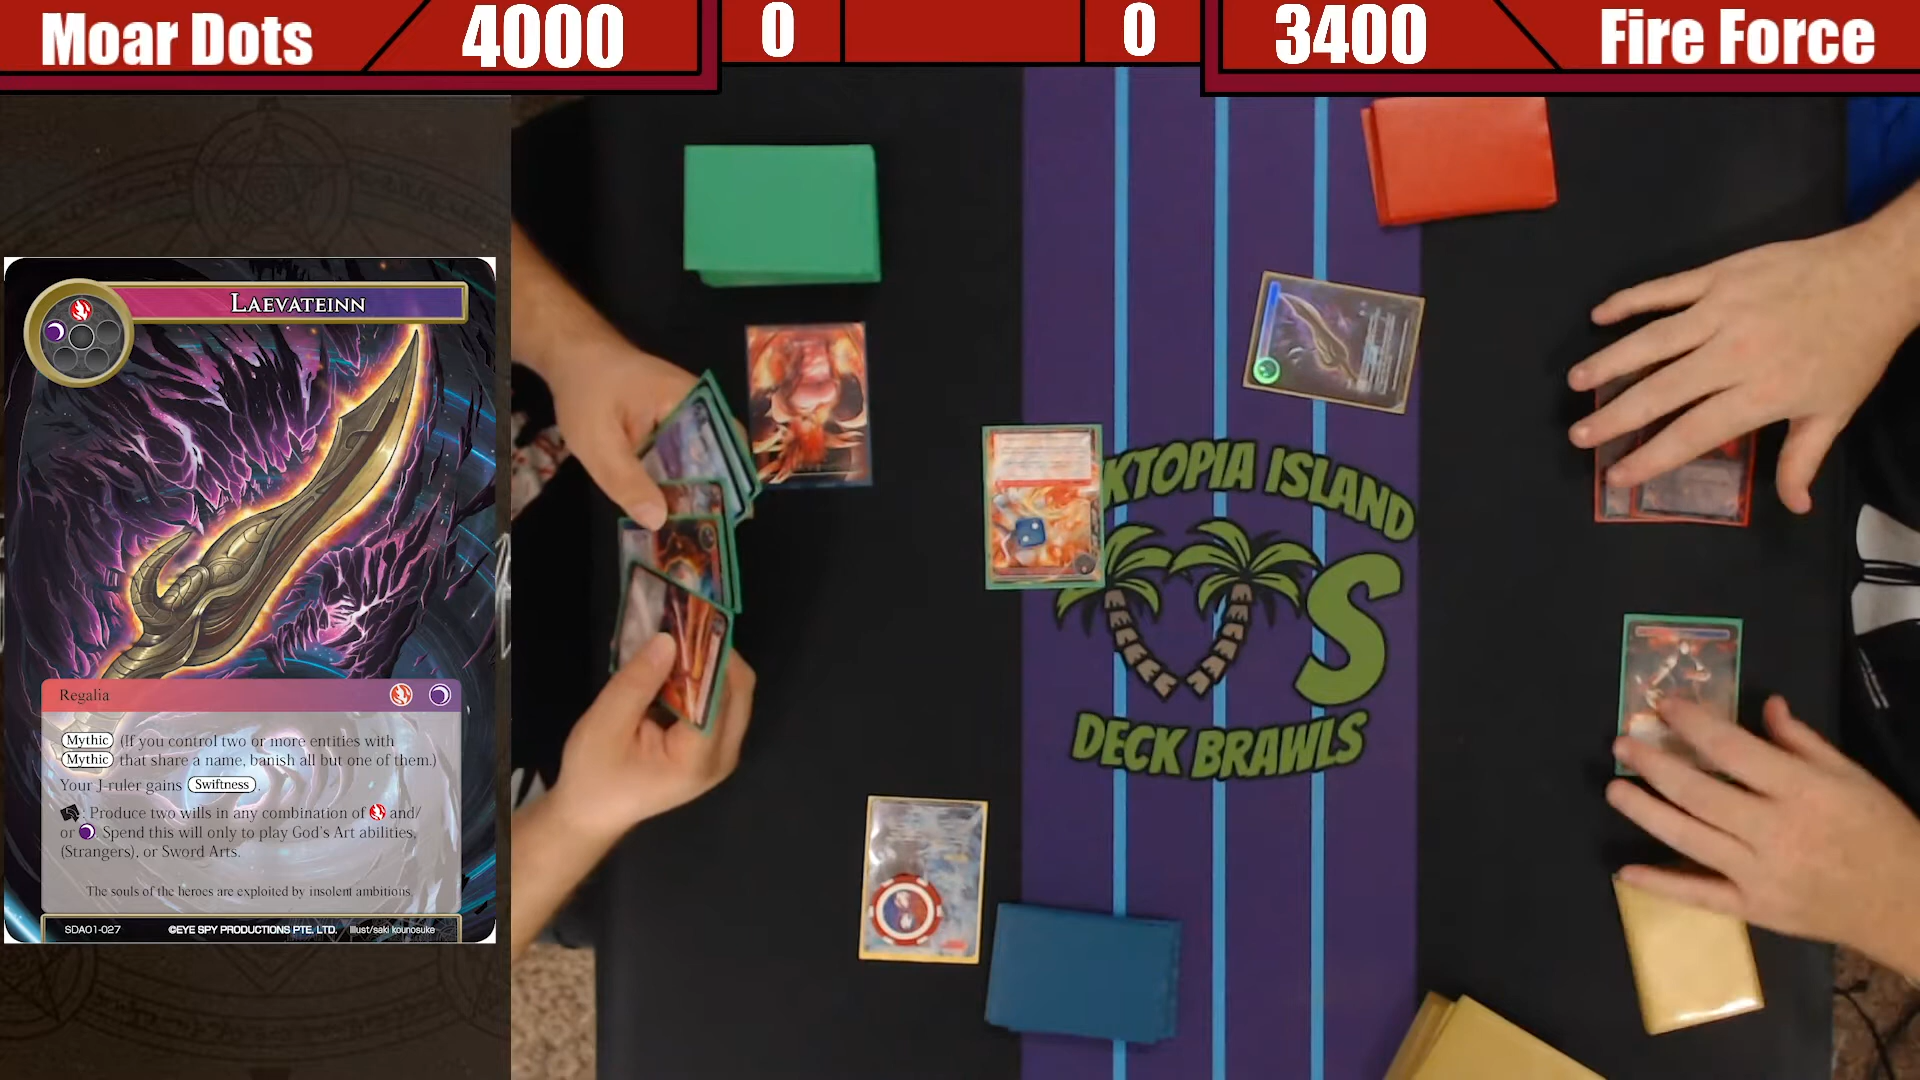 Moar Dots
4000
0
0
3400
Fire Force
LAEVATEINN
Regalia
Mythic (If you control two or more entities with
Mythic that share a name, banish all but one of them.)
Your J-ruler gains Swiftness.
: Produce two wills in any combination of and/
or . Spend this will only to play God's Art abilities,
(Strangers), or Sword Arts.
The souls of the heroes are exploited by insolent ambitious.
SDAO1-027 ©EYE SPY PRODUCTIONS PTE. LTD. Illust/saki kounosuke
KTOPIA ISLAND
S
DECK BRAWLS